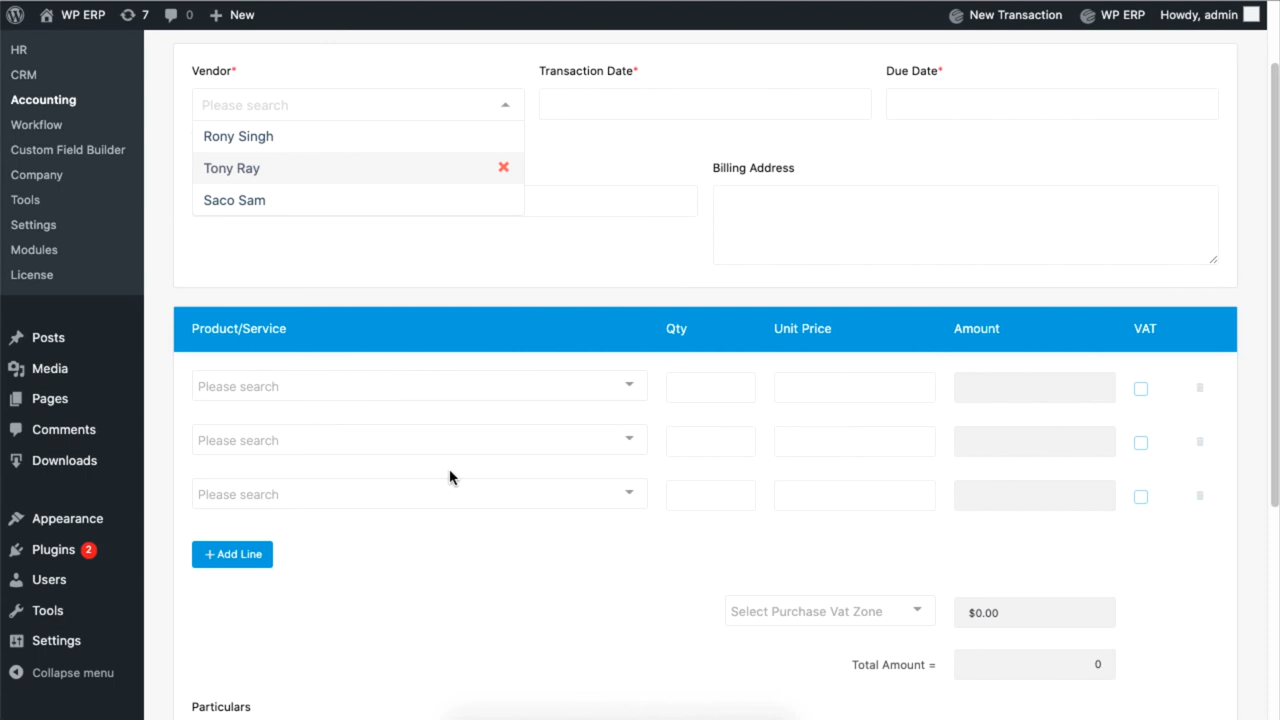 WP ERP
7
0
New
New Transaction
WP ERP
Howdy, admin
HR
CRM
Accounting
Workflow
Custom Field Builder
Company
Tools
Settings
Modules
License
Posts
Media
Pages
Comments
Downloads
Appearance
Plugins 2
Users
Tools
Settings
Collapse menu
Vendor*
Transaction Date*
Due Date*
Please search
Rony Singh
Tony Ray
Saco Sam
Billing Address
Product/Service
Qty
Unit Price
Amount
VAT
Please search
Please search
Please search
+ Add Line
Select Purchase Vat Zone
$0.00
Total Amount =
0
Particulars